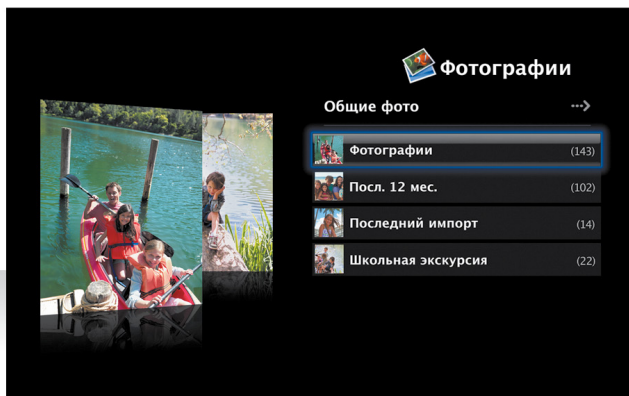 Фотографии
Общие фото
Фотографии (143)
Посл. 12 мес. (102)
Последний импорт (14)
Школьная экскурсия (22)